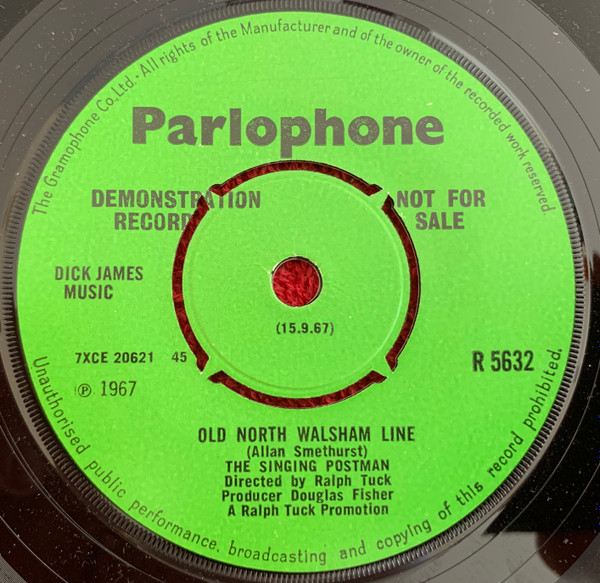 The Gramophone Co. Ltd. · All rights of the Manufacturer and of the owner of the recorded work reserved.
Parlophone
DEMONSTRATION NOT FOR
RECORD SALE
DICK JAMES
MUSIC
(15.9.67)
7XCE 20621 45 R 5632
Ⓟ 1967
OLD NORTH WALSHAM LINE
(Allan Smethurst)
THE SINGING POSTMAN
Directed by Ralph Tuck
Producer Douglas Fisher
A Ralph Tuck Promotion
Unauthorised public performance, broadcasting and copying of this record prohibited.